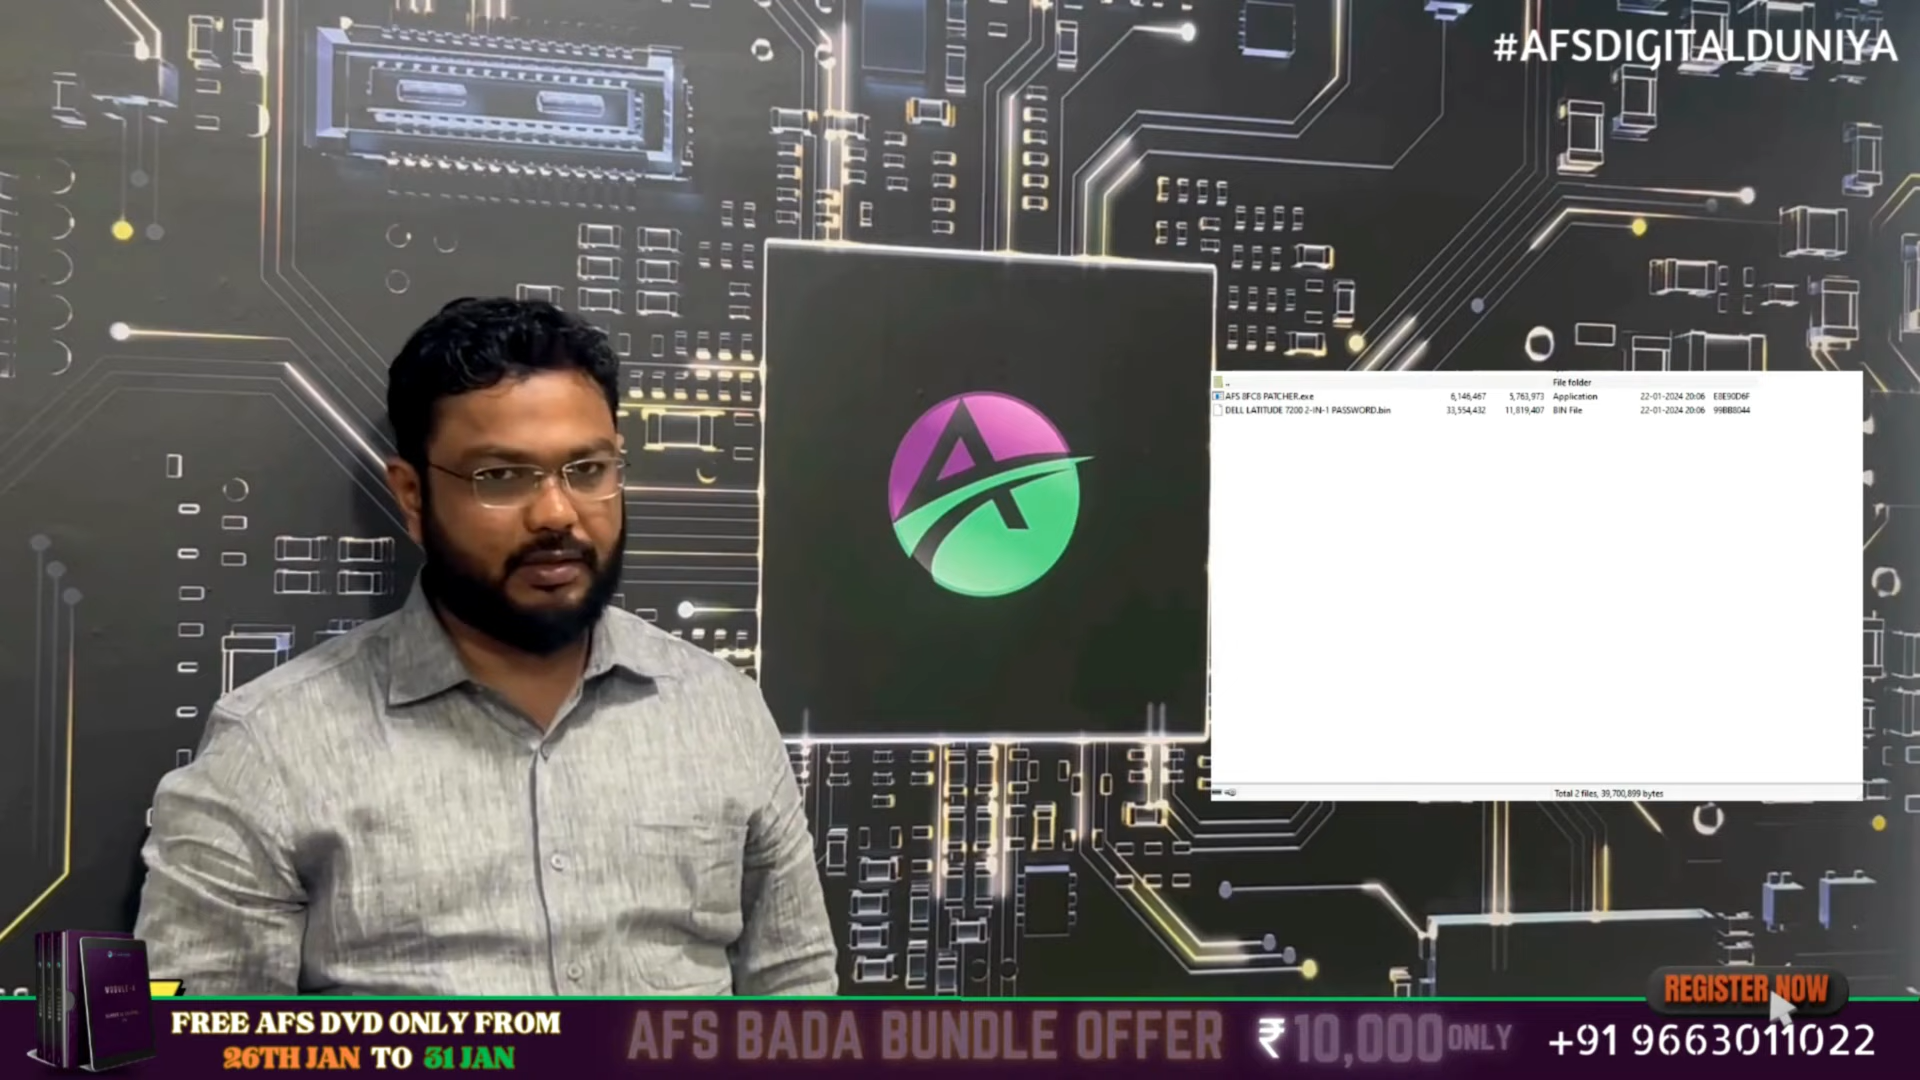 #AFSDIGITALDUNIYA
..
File folder
AFS 8FC8 PATCHER.exe 6,146,467 5,763,973 Application 22-01-2024 20:06 E8E90D6F
DELL LATITUDE 7200 2-IN-1 PASSWORD.bin 33,554,432 11,819,407 BIN File 22-01-2024 20:06 99BB8044
Total 2 files, 39,700,899 bytes
REGISTER NOW
FREE AFS DVD ONLY FROM
26TH JAN TO 31 JAN
AFS BADA BUNDLE OFFER
₹10,000 ONLY
+91 9663011022